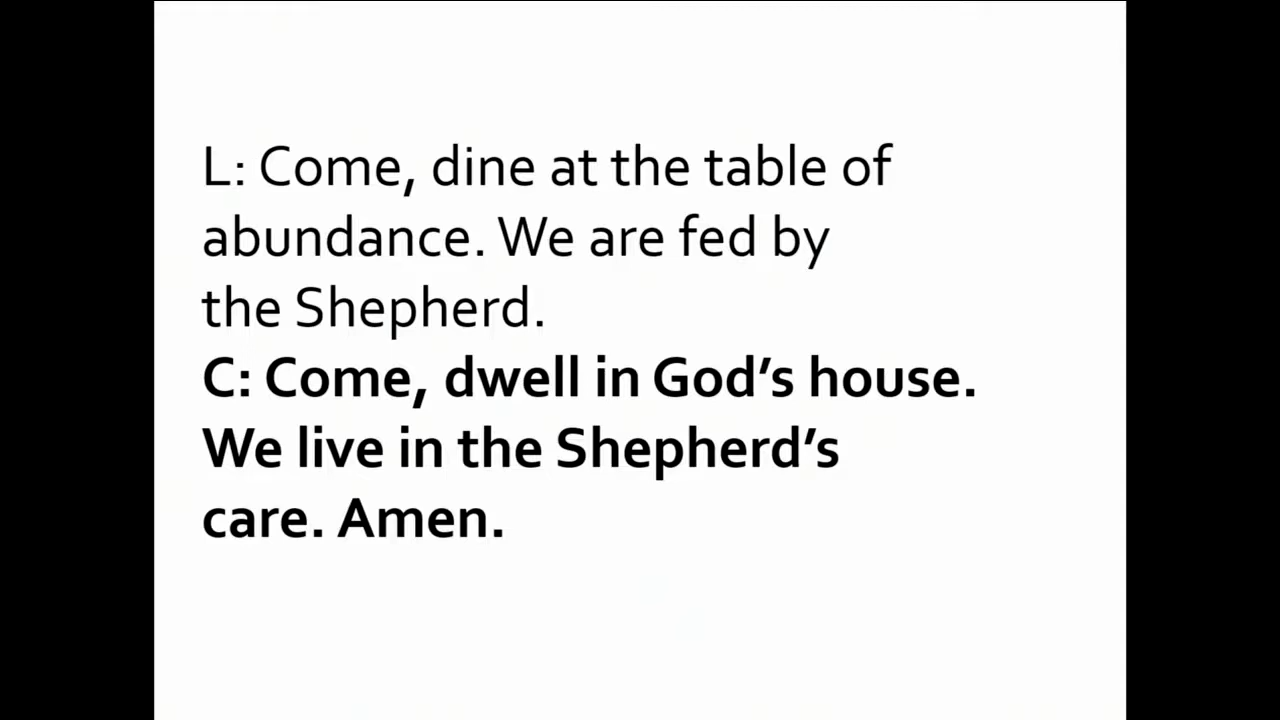 L: Come, dine at the table of
abundance. We are fed by
the Shepherd.
C: Come, dwell in God’s house.
We live in the Shepherd’s
care. Amen.